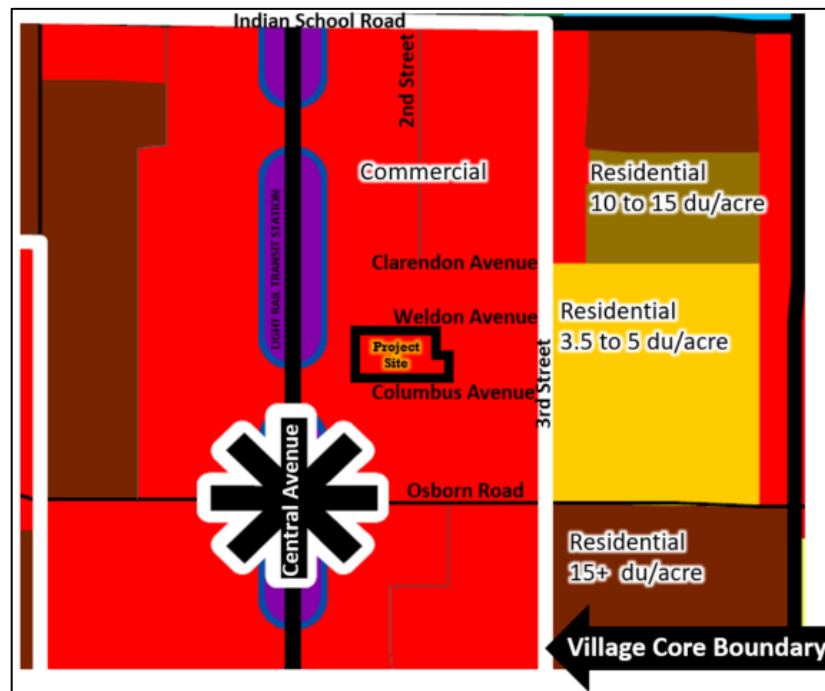 Indian School Road
2nd Street
Commercial
Residential
10 to 15 du/acre
LIGHT RAIL TRANSIT STATION
Clarendon Avenue
Weldon Avenue
Residential
3.5 to 5 du/acre
Project
Site
Columbus Avenue
3rd Street
Central Avenue
Osborn Road
Residential
15+ du/acre
Village Core Boundary